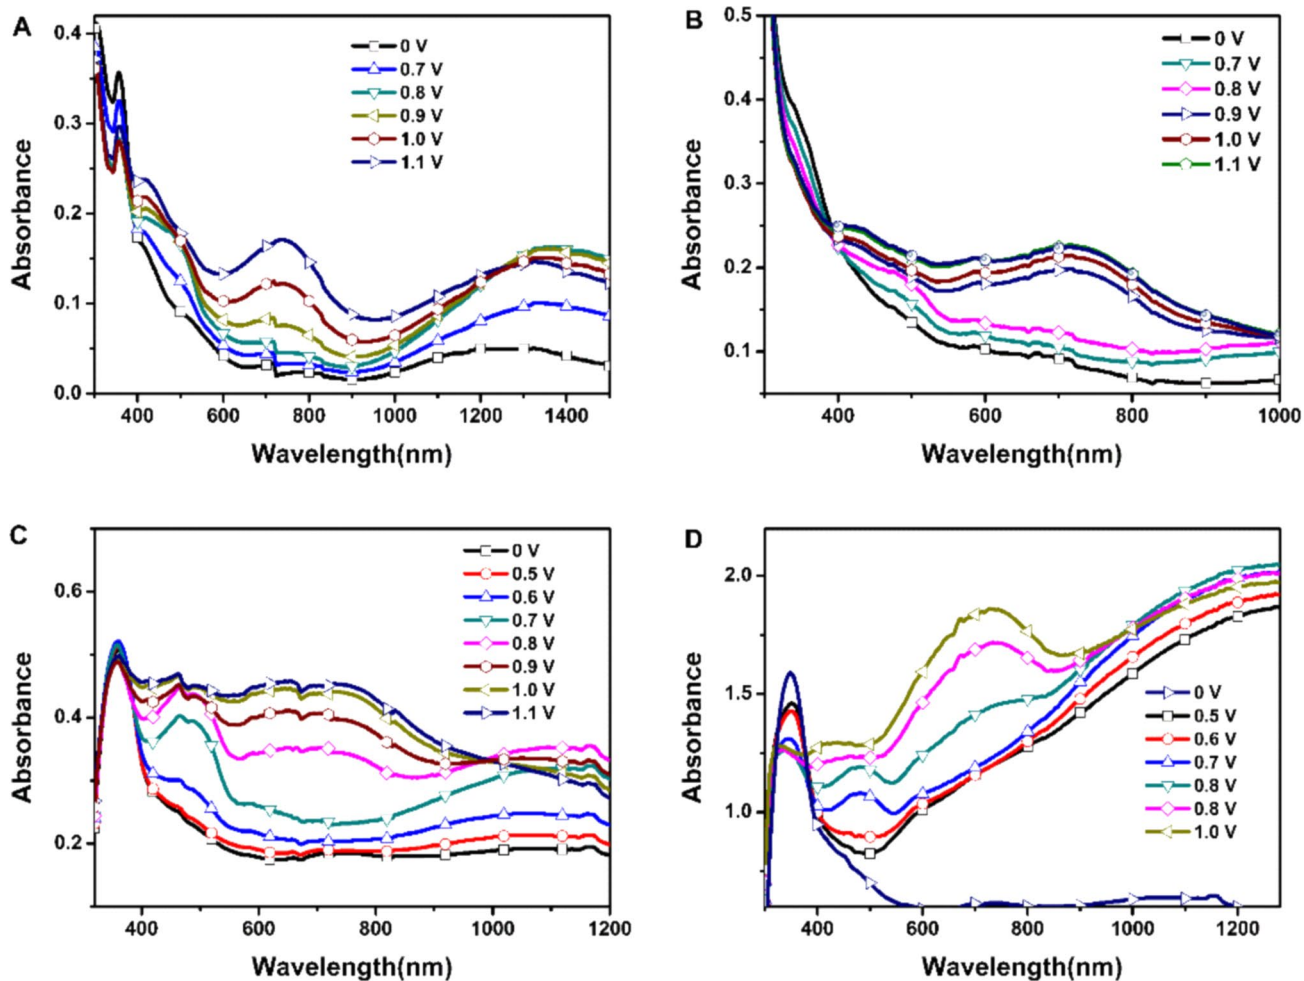 A
Absorbance
0.4
0.3
0.2
0.1
0.0
400 600 800 1000 1200 1400
Wavelength(nm)
0 V
0.7 V
0.8 V
0.9 V
1.0 V
1.1 V
B
Absorbance
0.5
0.4
0.3
0.2
0.1
400 600 800 1000
Wavelength(nm)
0 V
0.7 V
0.8 V
0.9 V
1.0 V
1.1 V
C
Absorbance
0.6
0.4
0.2
400 600 800 1000 1200
Wavelength(nm)
0 V
0.5 V
0.6 V
0.7 V
0.8 V
0.9 V
1.0 V
1.1 V
D
Absorbance
2.0
1.5
1.0
400 600 800 1000 1200
Wavelength(nm)
0 V
0.5 V
0.6 V
0.7 V
0.8 V
0.8 V
1.0 V